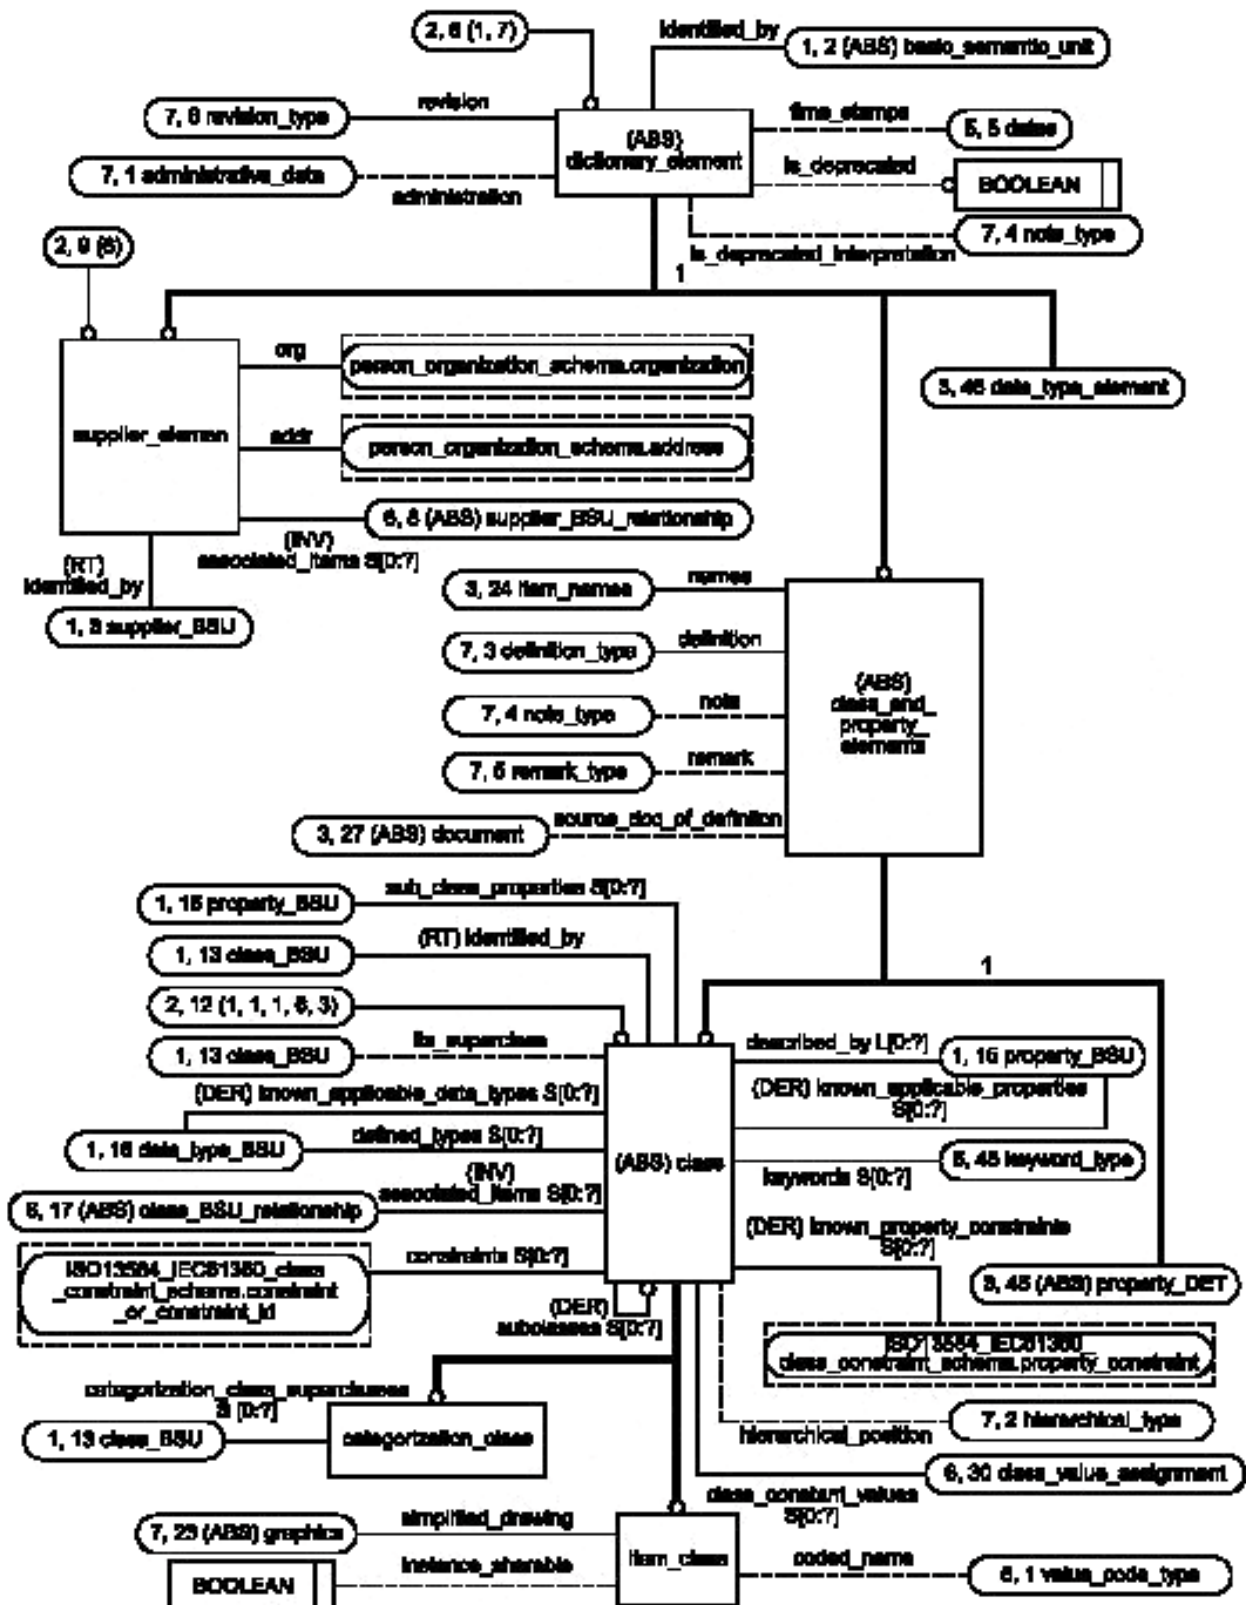 2, 6 (1, 7)
identified_by
1, 2 (ABS) basic_semantic_unit
revision
7, 6 revision_type
time_stamps
5, 5 dates
(ABS)
dictionary_element
7, 1 administrative_data
administration
is_deprecated
BOOLEAN
7, 4 note_type
is_deprecated_interpretation
1
2, 9 (6)
org
person_organization_schema.organization
3, 46 data_type_element
supplier_elemen
addr
person_organization_schema.address
6, 8 (ABS) supplier_BSU_relationship
(INV)
associated_items S[0:?]
(RT)
identified_by
1, 3 supplier_BSU
names
3, 24 item_names
definition
7, 3 definition_type
note
7, 4 note_type
remark
7, 5 remark_type
(ABS)
class_and_
property_
elements
source_doc_of_definition
3, 27 (ABS) document
sub_class_properties S[0:?]
1, 16 property_BSU
(RT) identified_by
1, 13 class_BSU
1
2, 12 (1, 1, 1, 6, 3)
its_superclass
1, 13 class_BSU
described_by L[0:?]
1, 16 property_BSU
(DER) known_applicable_data_types S[0:?]
(DER) known_applicable_properties
S[0:?]
defined_types S[0:?]
1, 16 data_type_BSU
(ABS) class
5, 45 keyword_type
keywords S[0:?]
(INV)
associated_items S[0:?]
6, 17 (ABS) class_BSU_relationship
(DER) known_property_constraints
S[0:?]
constraints S[0:?]
ISO13584_IEC61360_class
_constraint_schema.constraint
_or_constraint_id
3, 45 (ABS) property_DET
(DER)
subclasses S[0:?]
ISO13584_IEC61360_
class_constraint_schema.property_constraint
categorization_class_superclasses
S [0:?]
1, 13 class_BSU
categorization_class
7, 2 hierarchical_type
hierarchical_position
6, 30 class_value_assignment
class_constant_values
S[0:?]
simplified_drawing
7, 23 (ABS) graphics
instance_sharable
BOOLEAN
item_class
coded_name
5, 1 value_code_type